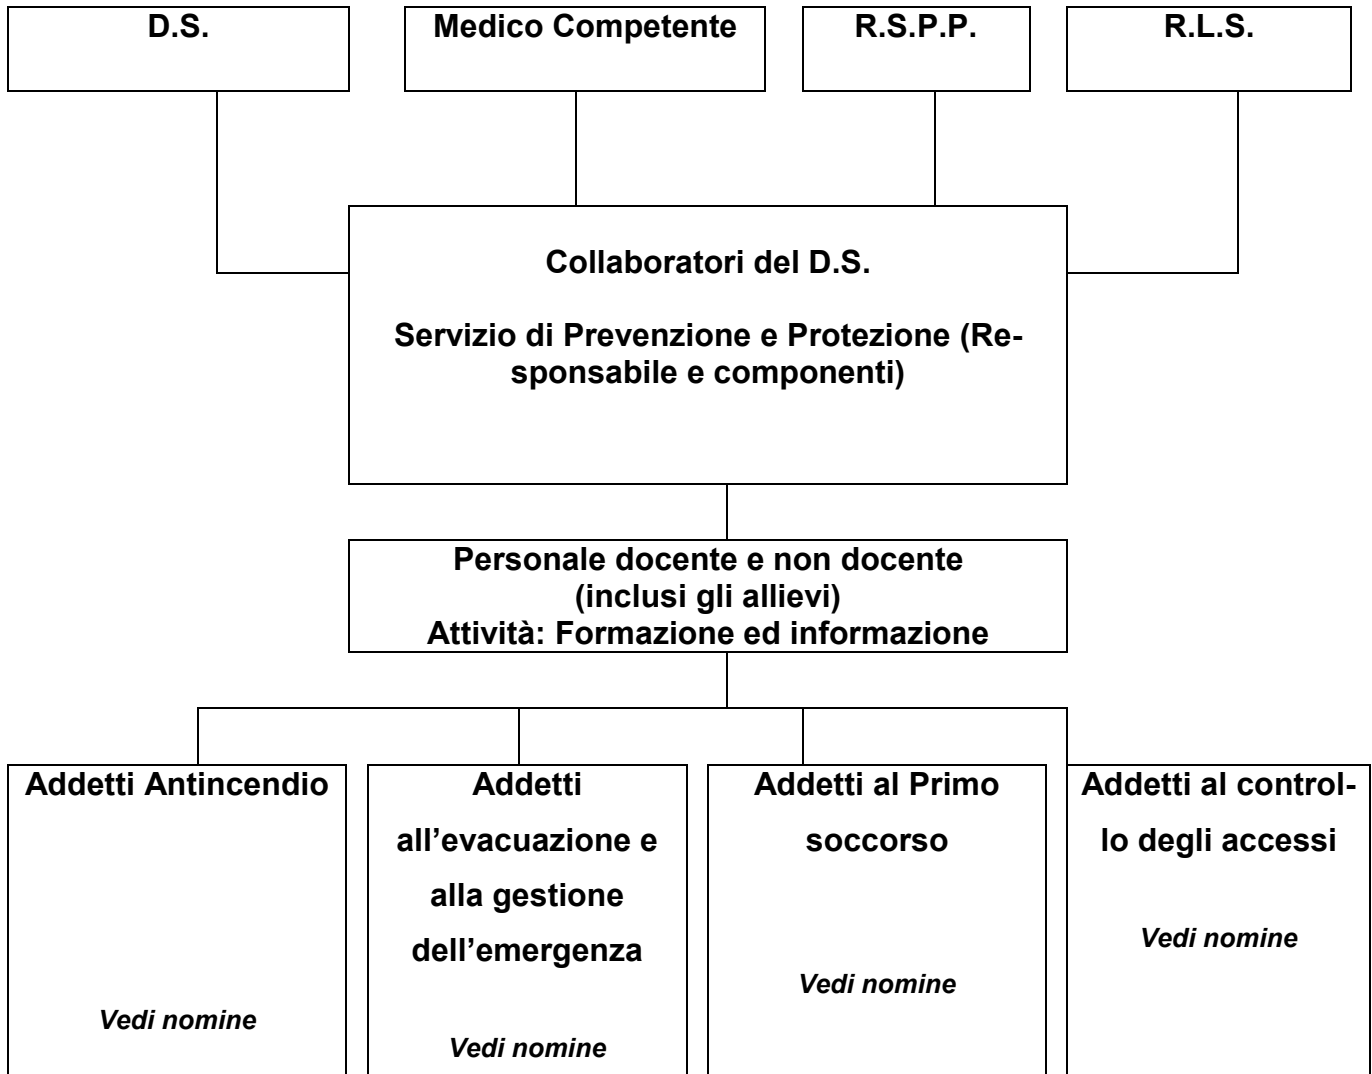 D.S.
Medico Competente
R.S.P.P.
R.L.S.
Collaboratori del D.S.
Servizio di Prevenzione e Protezione (Re-
sponsabile e componenti)
Personale docente e non docente
(inclusi gli allievi)
Attività: Formazione ed informazione
Addetti Antincendio
Vedi nomine
Addetti
all’evacuazione e
alla gestione
dell’emergenza
Vedi nomine
Addetti al Primo
soccorso
Vedi nomine
Addetti al control-
lo degli accessi
Vedi nomine